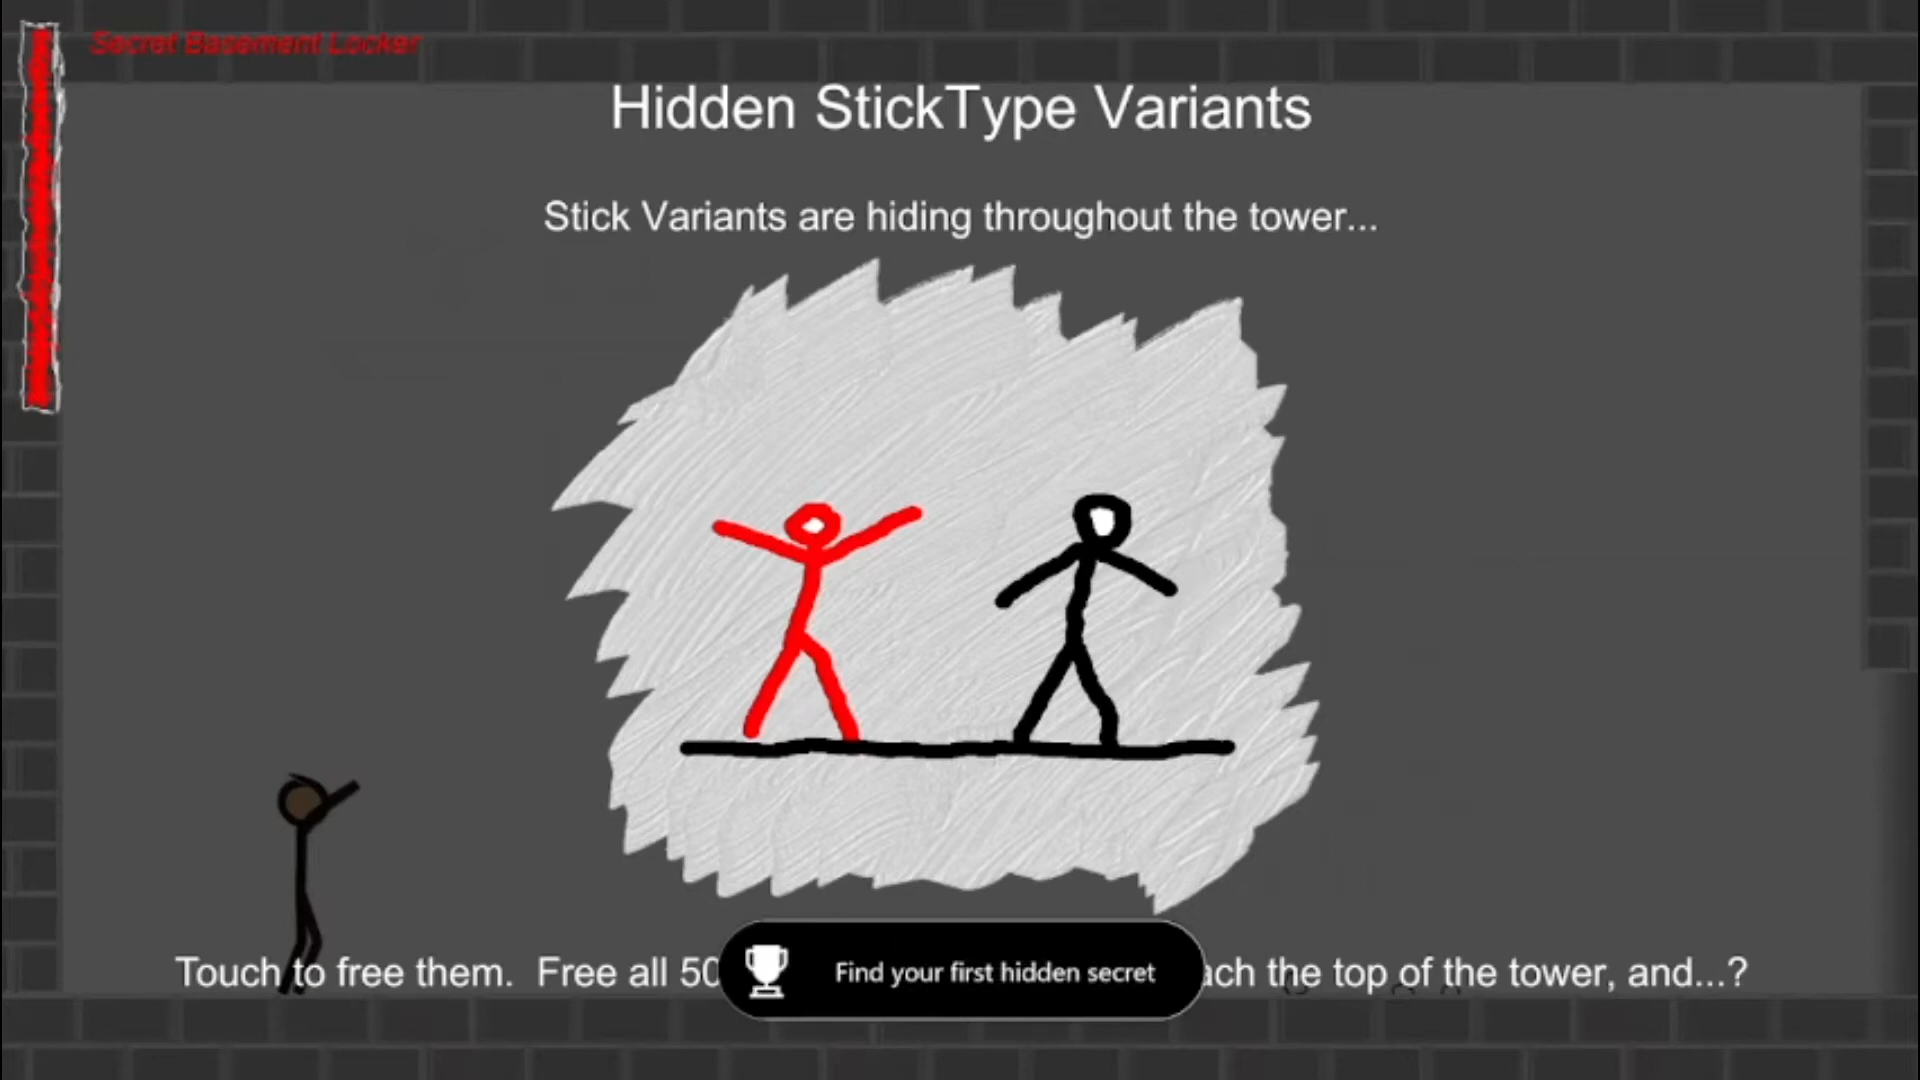 Secret Basement Locker
Hidden StickType Variants
Stick Variants are hiding throughout the tower...
Touch to free them.  Free all 50
ach the top of the tower, and...?
Find your first hidden secret